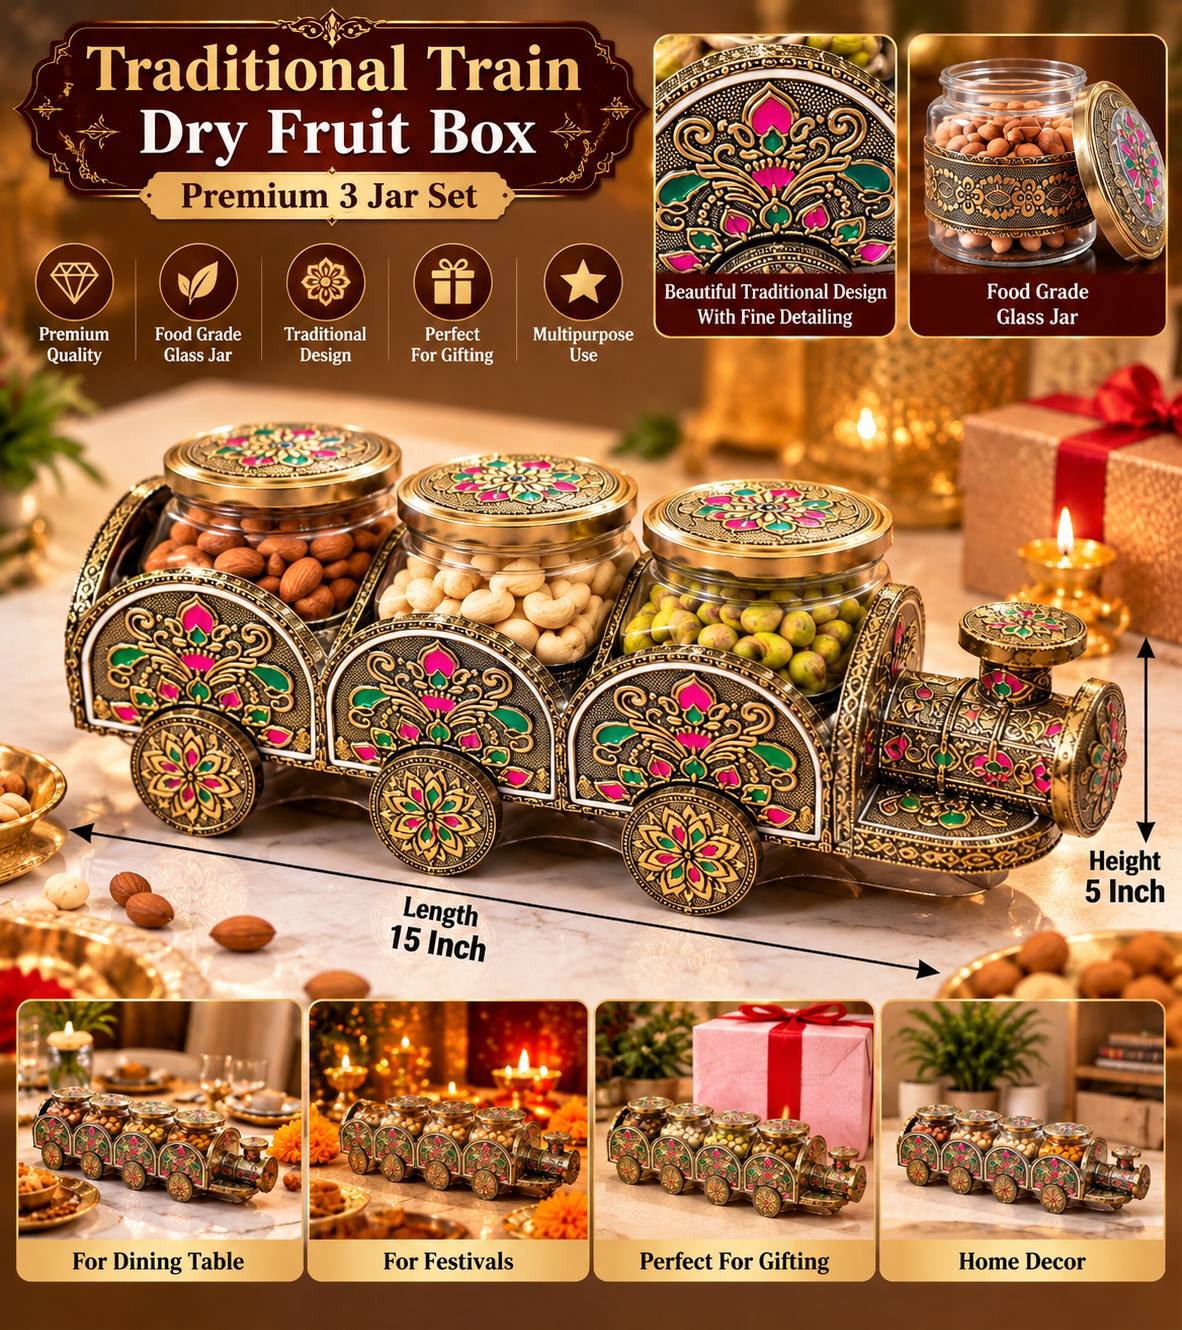 Traditional Train
Dry Fruit Box
Premium 3 Jar Set
Premium
Quality
Food Grade
Glass Jar
Traditional
Design
Perfect
For Gifting
Multipurpose
Use
Beautiful Traditional Design
With Fine Detailing
Food Grade
Glass Jar
Height
5 Inch
Length
15 Inch
For Dining Table
For Festivals
Perfect For Gifting
Home Decor